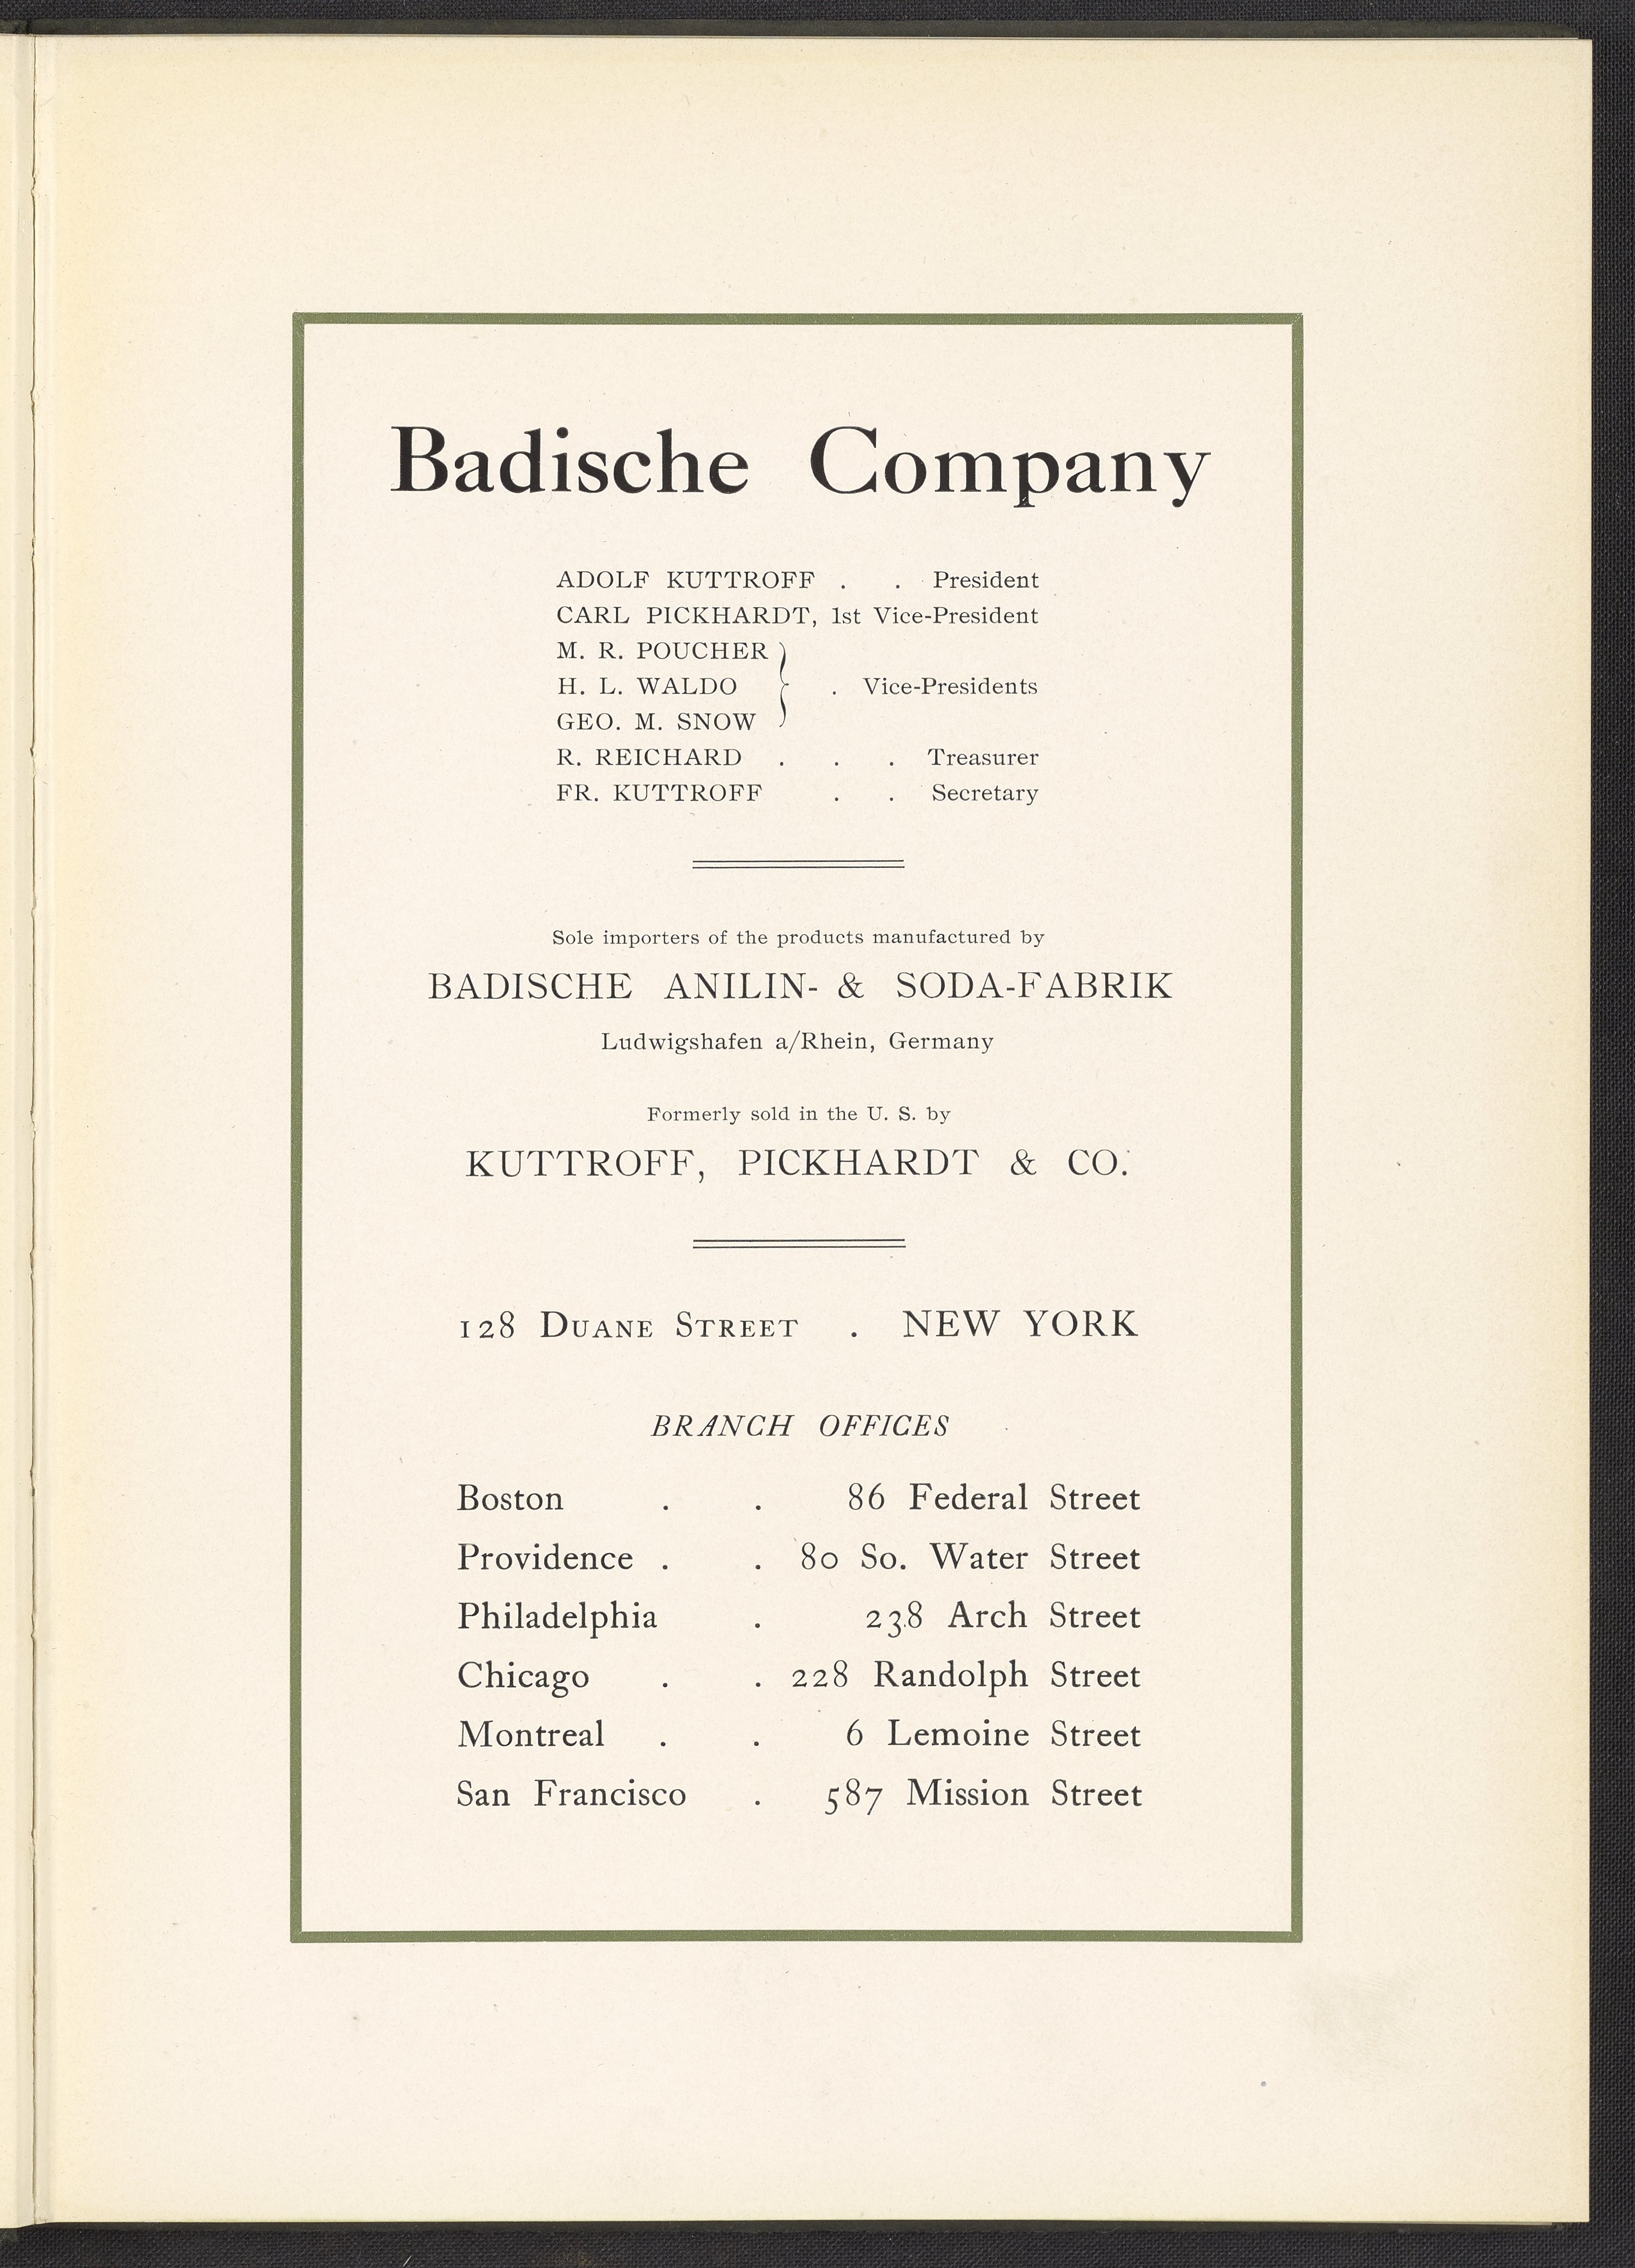 Badische Company
ADOLF KUTTROFF . . President
CARL PICKHARDT, 1st Vice-President
M. R. POUCHER
H. L. WALDO } . Vice-Presidents
GEO. M. SNOW
R. REICHARD . . . Treasurer
FR. KUTTROFF . . Secretary
Sole importers of the products manufactured by
BADISCHE ANILIN- & SODA-FABRIK
Ludwigshafen a/Rhein, Germany
Formerly sold in the U. S. by
KUTTROFF, PICKHARDT & CO.
128 DUANE STREET . NEW YORK
BRANCH OFFICES
Boston . . 86 Federal Street
Providence . . 80 So. Water Street
Philadelphia . 238 Arch Street
Chicago . . 228 Randolph Street
Montreal . . 6 Lemoine Street
San Francisco . 587 Mission Street